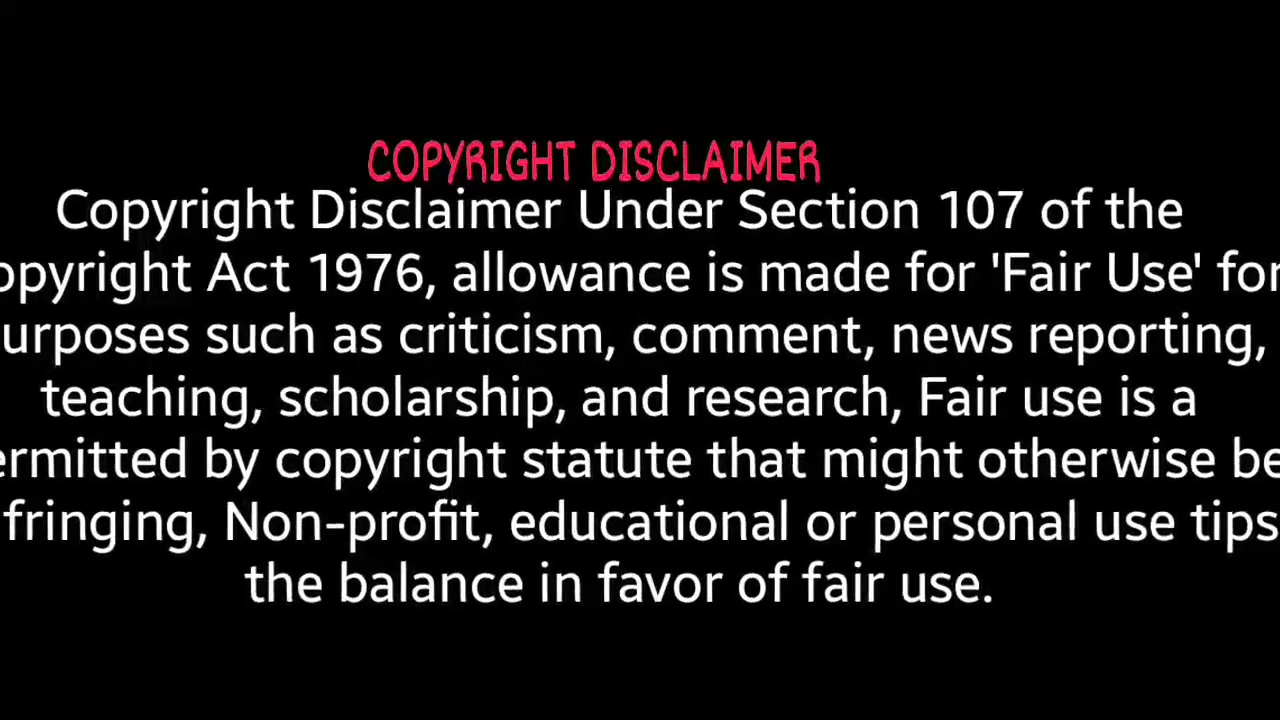 COPYRIGHT DISCLAIMER
Copyright Disclaimer Under Section 107 of the
opyright Act 1976, allowance is made for 'Fair Use' for
urposes such as criticism, comment, news reporting,
teaching, scholarship, and research, Fair use is a
ermitted by copyright statute that might otherwise be
fringing, Non-profit, educational or personal use tips
the balance in favor of fair use.